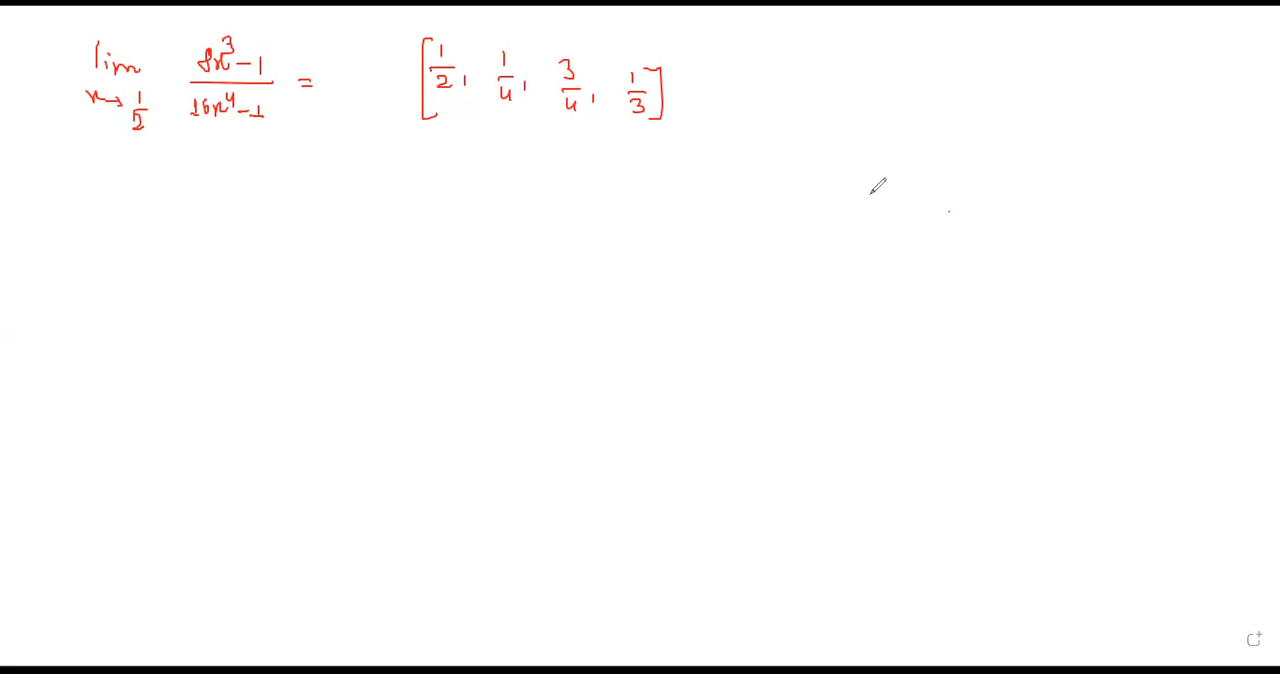 lim x→1/2 (8x³-1)/(16x⁴-1) = [1/2, 1/4, 3/4, 1/3]